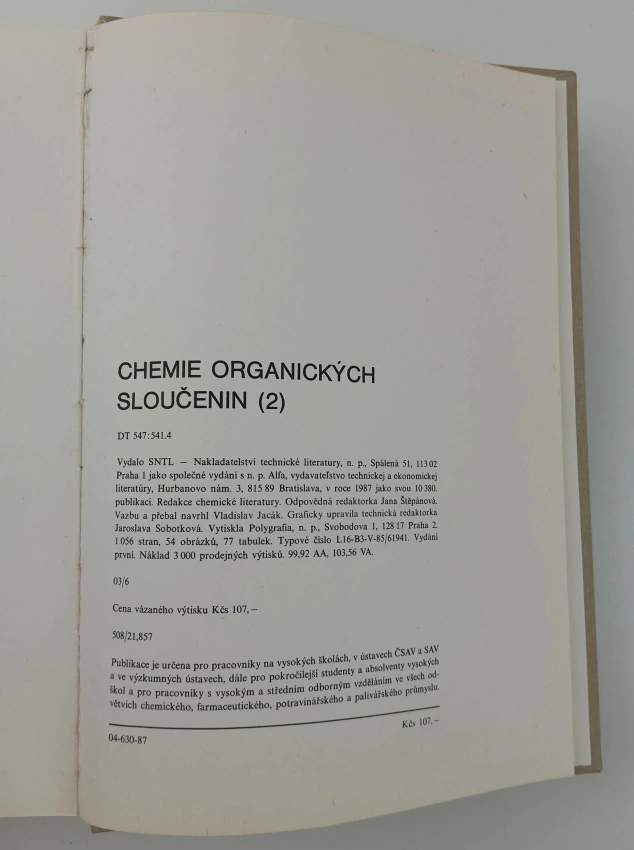 CHEMIE ORGANICKÝCH
SLOUČENIN (2)
DT 547:541.4
Vydalo SNTL — Nakladatelství technické literatury, n. p., Spálená 51, 113 02
Praha 1 jako společné vydání s n. p. Alfa, vydavateľstvo technickej a ekonomickej
literatúry, Hurbanovo nám. 3, 815 89 Bratislava, v roce 1987 jako svou 10 380.
publikaci. Redakce chemické literatury. Odpovědná redaktorka Jana Štěpánová.
Vazbu a přebal navrhl Vladislav Jacák. Graficky upravila technická redaktorka
Jaroslava Sobotková. Vytiskla Polygrafia, n. p., Svobodova 1, 128 17 Praha 2.
1 056 stran, 54 obrázků, 77 tabulek. Typové číslo L16-B3-V-85/61941. Vydání
první. Náklad 3 000 prodejných výtisků. 99,92 AA, 103,56 VA.
03/6
Cena vázaného výtisku Kčs 107,—
508/21,857
Publikace je určena pro pracovníky na vysokých školách, v ústavech ČSAV a SAV
a ve výzkumných ústavech, dále pro pokročilejší studenty a absolventy vysokých
škol a pro pracovníky s vysokým a středním odborným vzděláním ve všech od-
větvích chemického, farmaceutického, potravinářského a palivářského průmyslu.
04-630-87 Kčs 107,—